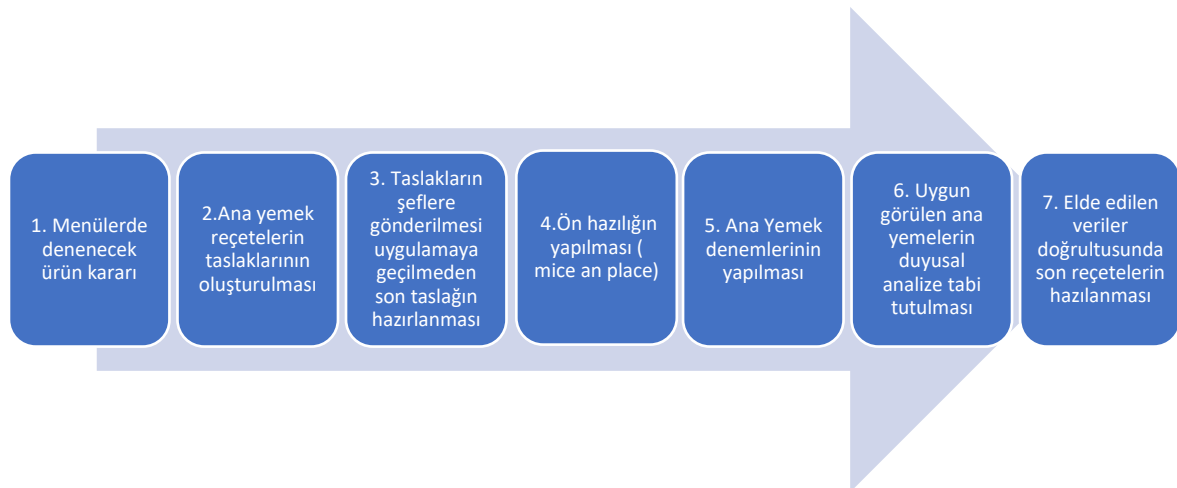 1. Menülerde
denenecek
ürün kararı
2.Ana yemek
reçetelerin
taslaklarının
oluşturulması
3. Taslakların
şeflere
gönderilmesi
uygulamaya
geçilmeden
son taslağın
hazırlanması
4.Ön hazılığın
yapılması (
mice an place)
5. Ana Yemek
denemlerinin
yapılması
6. Uygun
görülen ana
yemelerin
duyusal
analize tabi
tutulması
7. Elde edilen
veriler
doğrultusunda
son reçetelerin
hazılanması